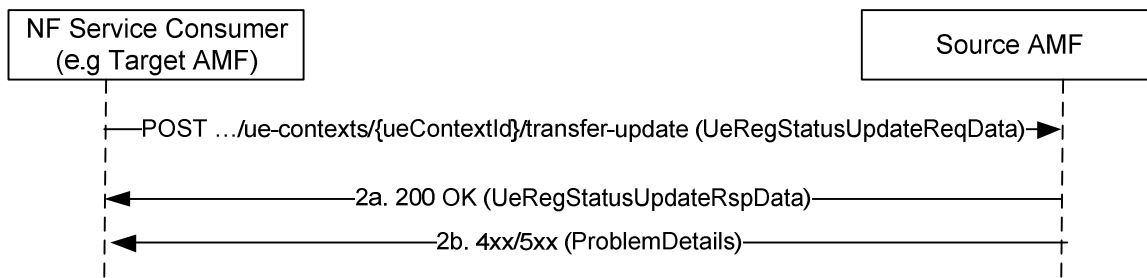 NF Service Consumer
(e.g Target AMF)
Source AMF
POST …/ue-contexts/{ueContextId}/transfer-update (UeRegStatusUpdateReqData)
2a. 200 OK (UeRegStatusUpdateRspData)
2b. 4xx/5xx (ProblemDetails)